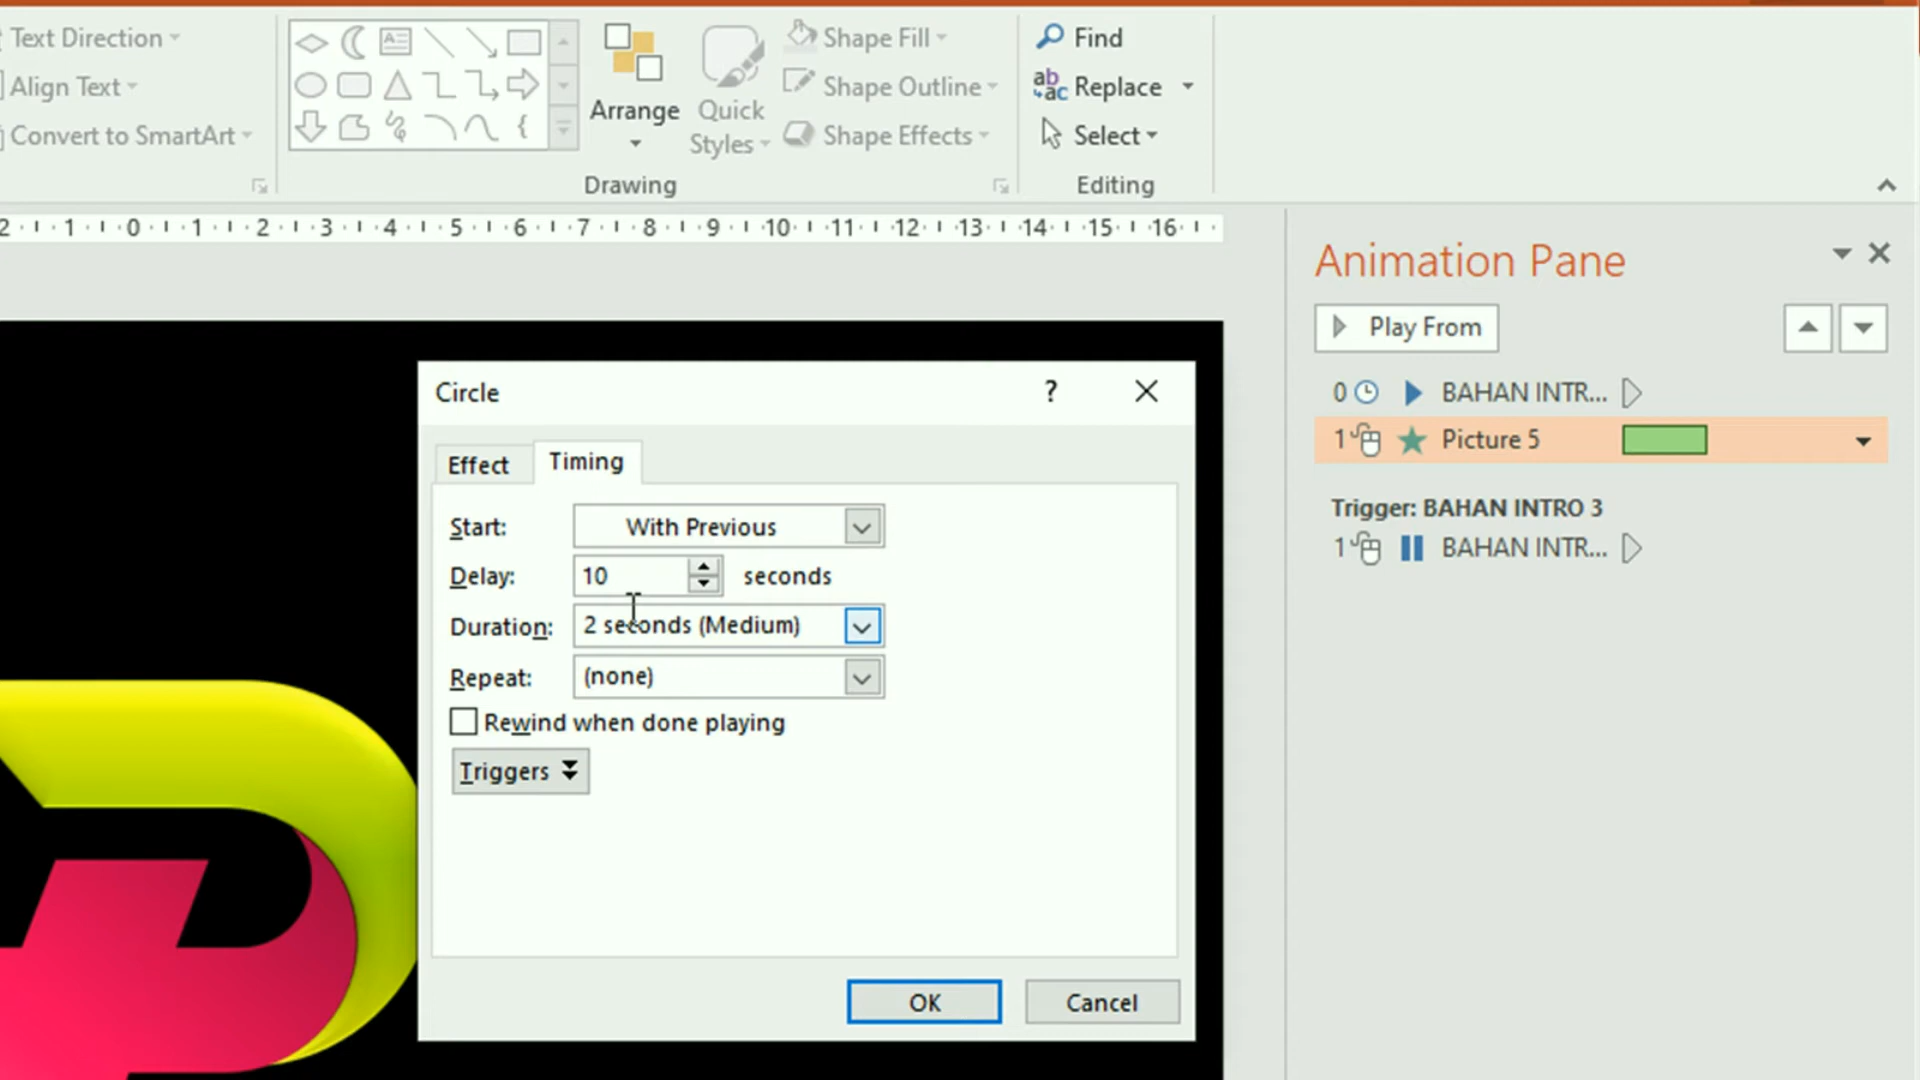 Text Direction
Align Text
Convert to SmartArt
Arrange
Quick
Styles
Shape Fill
Shape Outline
Shape Effects
Drawing
Find
Replace
Select
Editing
2 1 0 1 2 3 4 5 6 7 8 9 10 11 12 13 14 15 16
Animation Pane
Play From
0 BAHAN INTR...
1 Picture 5
Trigger: BAHAN INTRO 3
1 BAHAN INTR...
Circle ?
Effect Timing
Start: With Previous
Delay: 10 seconds
Duration: 2 seconds (Medium)
Repeat: (none)
Rewind when done playing
Triggers
OK Cancel